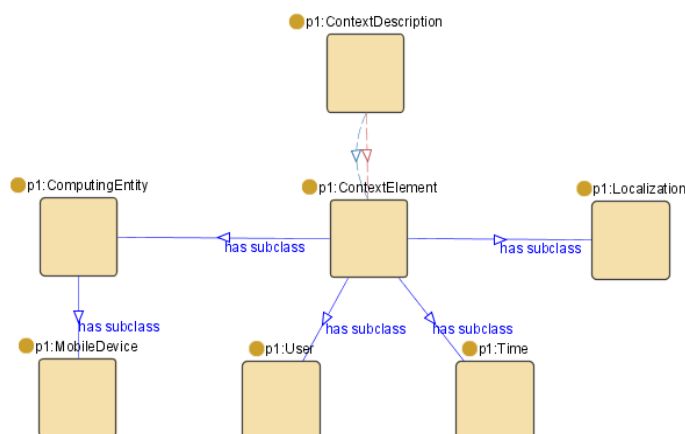 p1:ContextDescription
p1:ComputingEntity
p1:ContextElement
p1:Localization
has subclass
has subclass
has subclass
has subclass
has subclass
p1:MobileDevice
p1:User
p1:Time